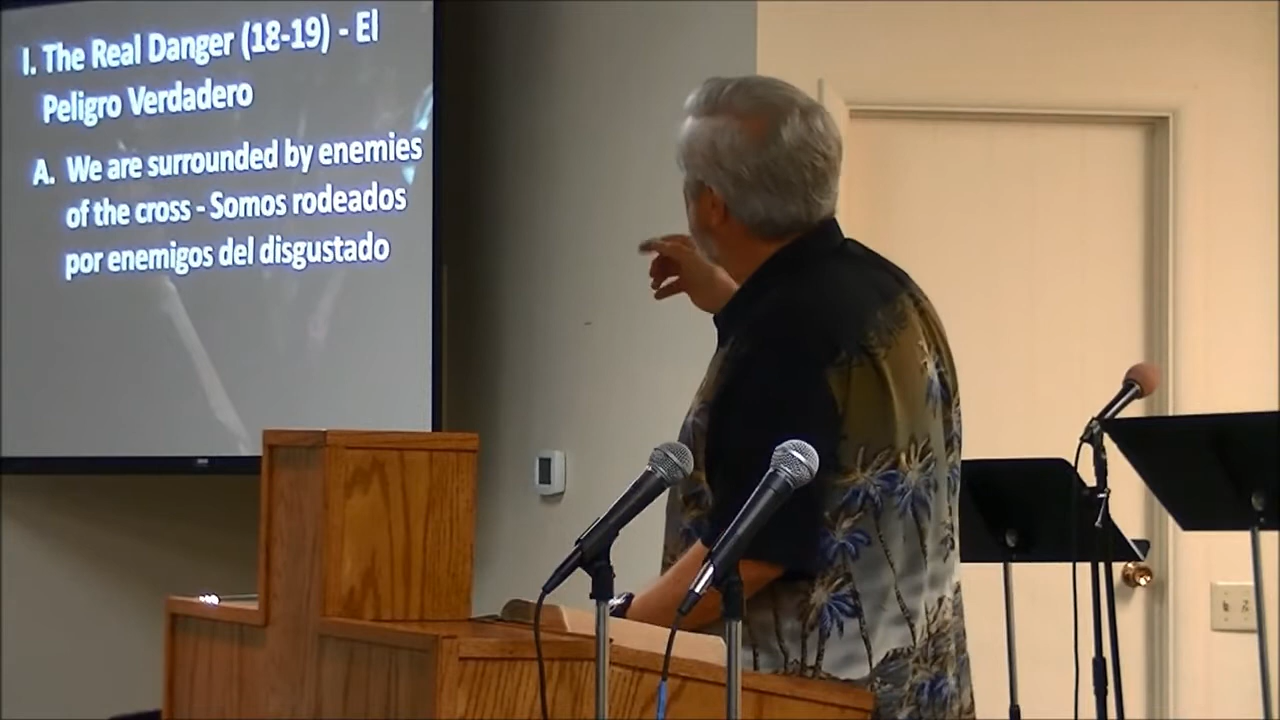 I. The Real Danger (18-19) - El
Peligro Verdadero
A. We are surrounded by enemies
of the cross - Somos rodeados
por enemigos del disgustado